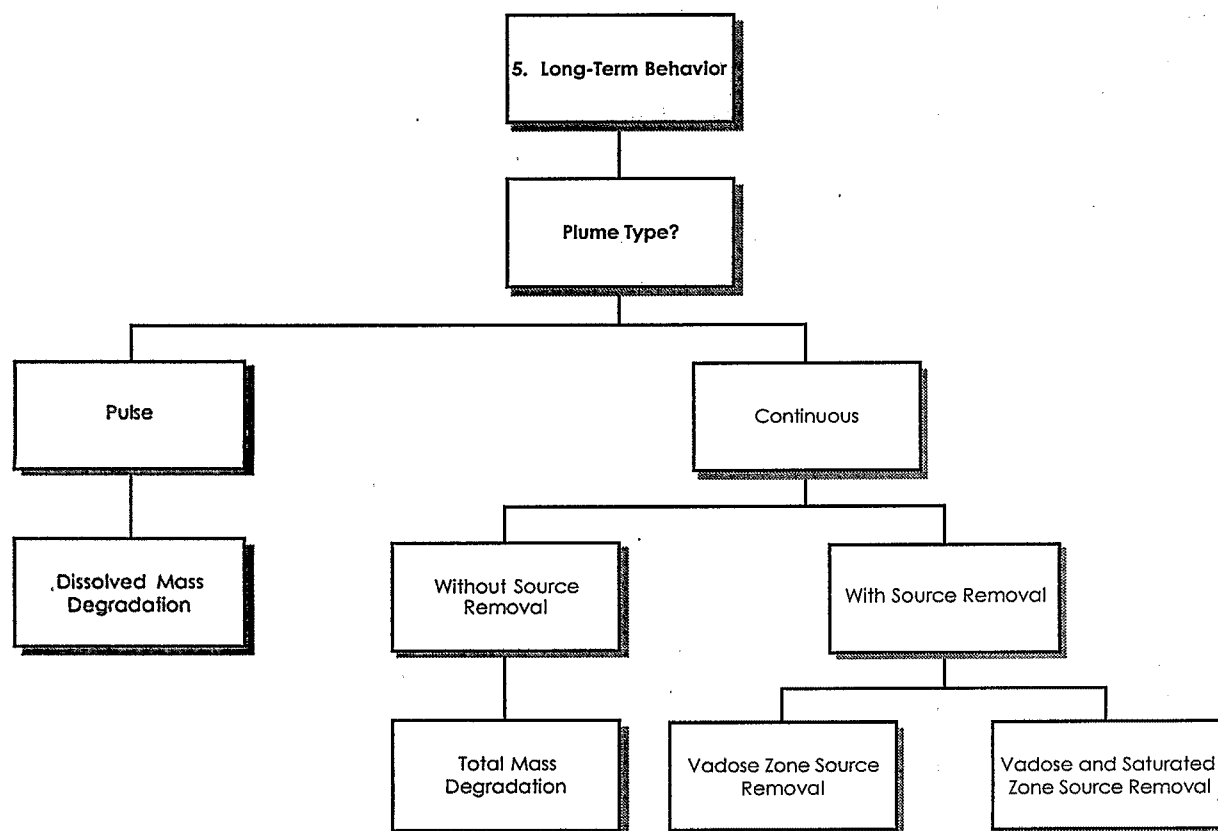 5. Long-Term Behavior
Plume Type?
Pulse
Continuous
Dissolved Mass
Degradation
Without Source
Removal
With Source Removal
Total Mass
Degradation
Vadose Zone Source
Removal
Vadose and Saturated
Zone Source Removal